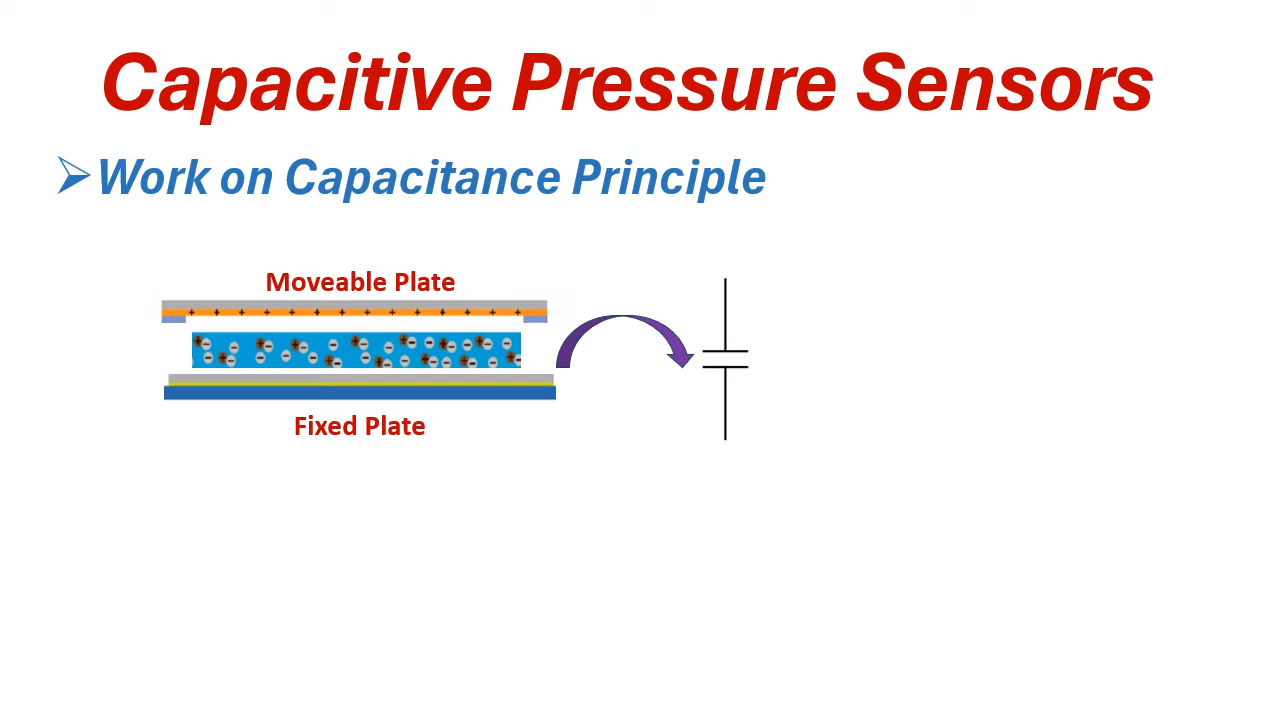 Capacitive Pressure Sensors
➢Work on Capacitance Principle
Moveable Plate
Fixed Plate